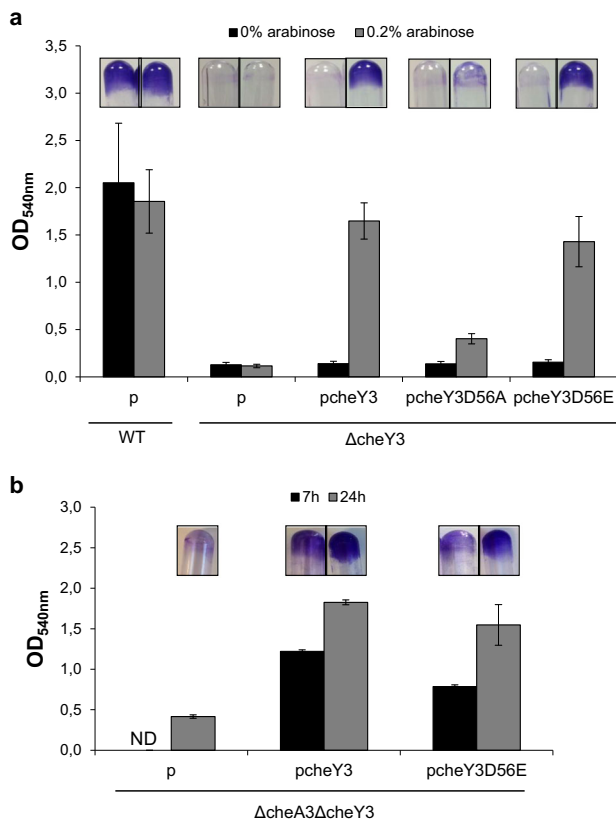 a
0% arabinose 0.2% arabinose
3,5
3,0
2,5
2,0
1,5
1,0
0,5
0,0
OD540nm
p p pcheY3 pcheY3D56A pcheY3D56E
WT ΔcheY3
b
7h 24h
3,0
2,5
2,0
1,5
1,0
0,5
0,0
OD540nm
ND
p pcheY3 pcheY3D56E
ΔcheA3ΔcheY3